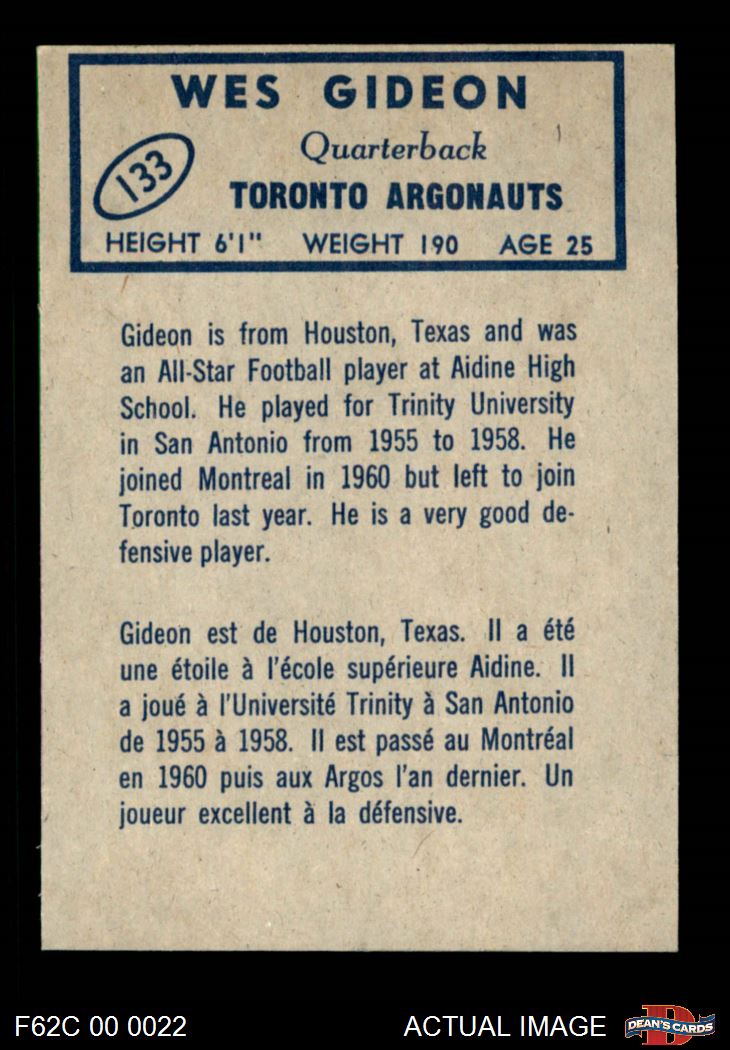 WES GIDEON
Quarterback
133
TORONTO ARGONAUTS
HEIGHT 6'1" WEIGHT 190 AGE 25
Gideon is from Houston, Texas and was
an All-Star Football player at Aidine High
School. He played for Trinity University
in San Antonio from 1955 to 1958. He
joined Montreal in 1960 but left to join
Toronto last year. He is a very good de-
fensive player.
Gideon est de Houston, Texas. Il a été
une étoile à l'école supérieure Aidine. Il
a joué à l'Université Trinity à San Antonio
de 1955 à 1958. Il est passé au Montréal
en 1960 puis aux Argos l'an dernier. Un
joueur excellent à la défensive.
F62C 00 0022 ACTUAL IMAGE
D
DEAN'S CARDS